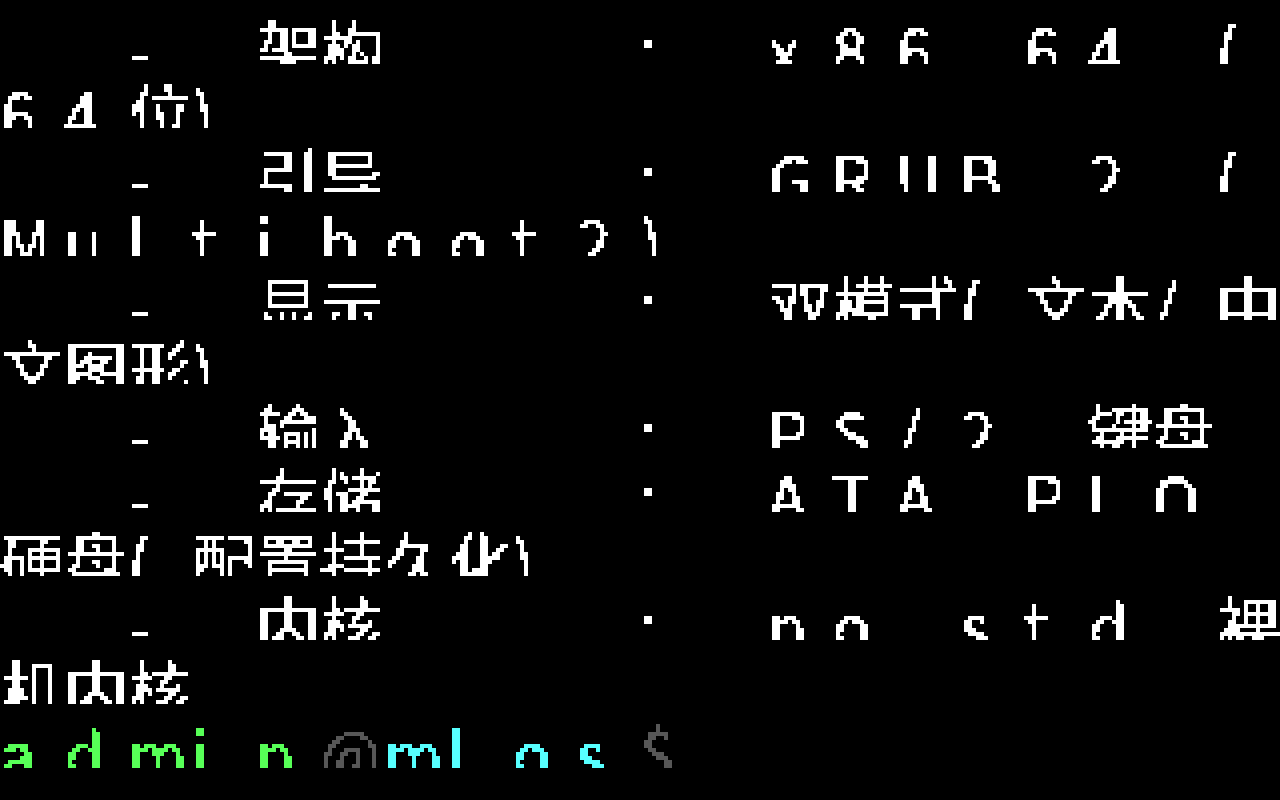 - 架构: x86_64 (
64位)
- 引导: GRUB2 (
Multiboot2)
- 显示: 双模式(文本/中
文图形)
- 输入: PS/2 键盘
- 存储: ATA PIO
硬盘(配置持久化)
- 内核: no_std 裸
机内核
admin@mlos$